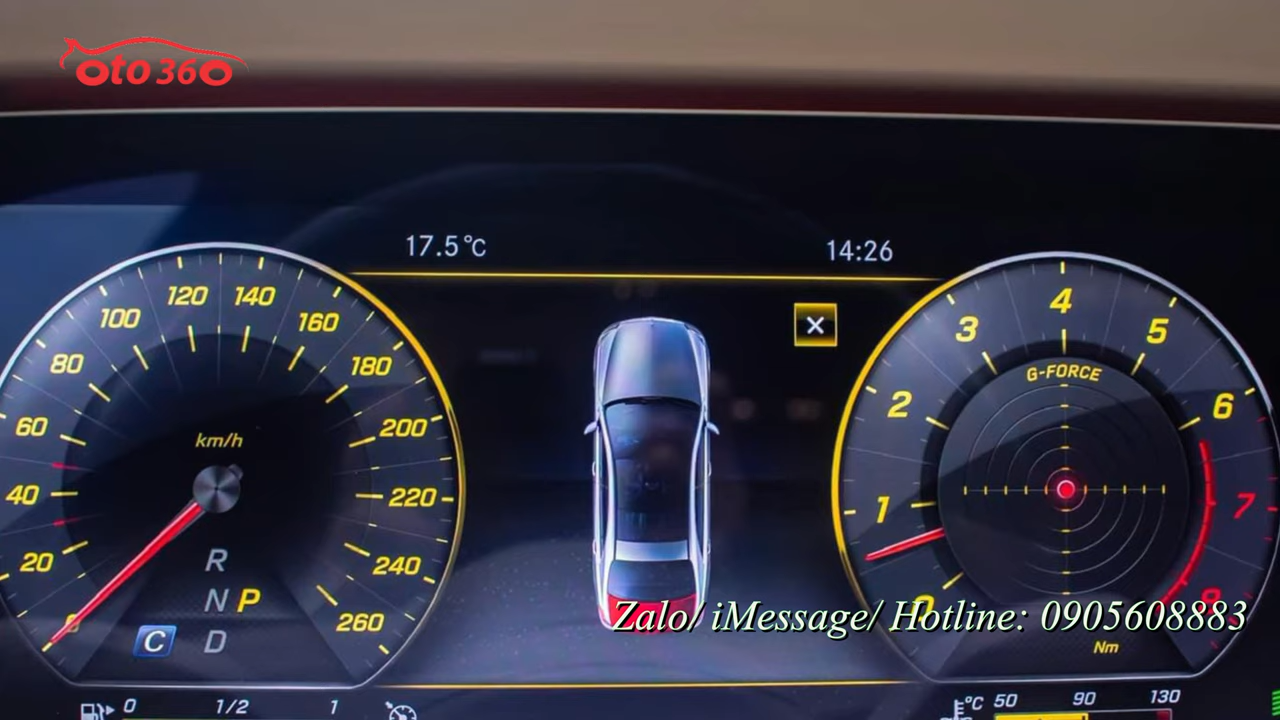 oto 360
17.5°C
14:26
120 140
100 160
80 180
60 200
40 220
20 240
0 260
km/h
R
N P
C D
4
3 5
2 6
1 7
0 8
G-FORCE
Nm
Zalo/ iMessage/ Hotline: 0905608883
0 1/2 1
°C 50 90 130